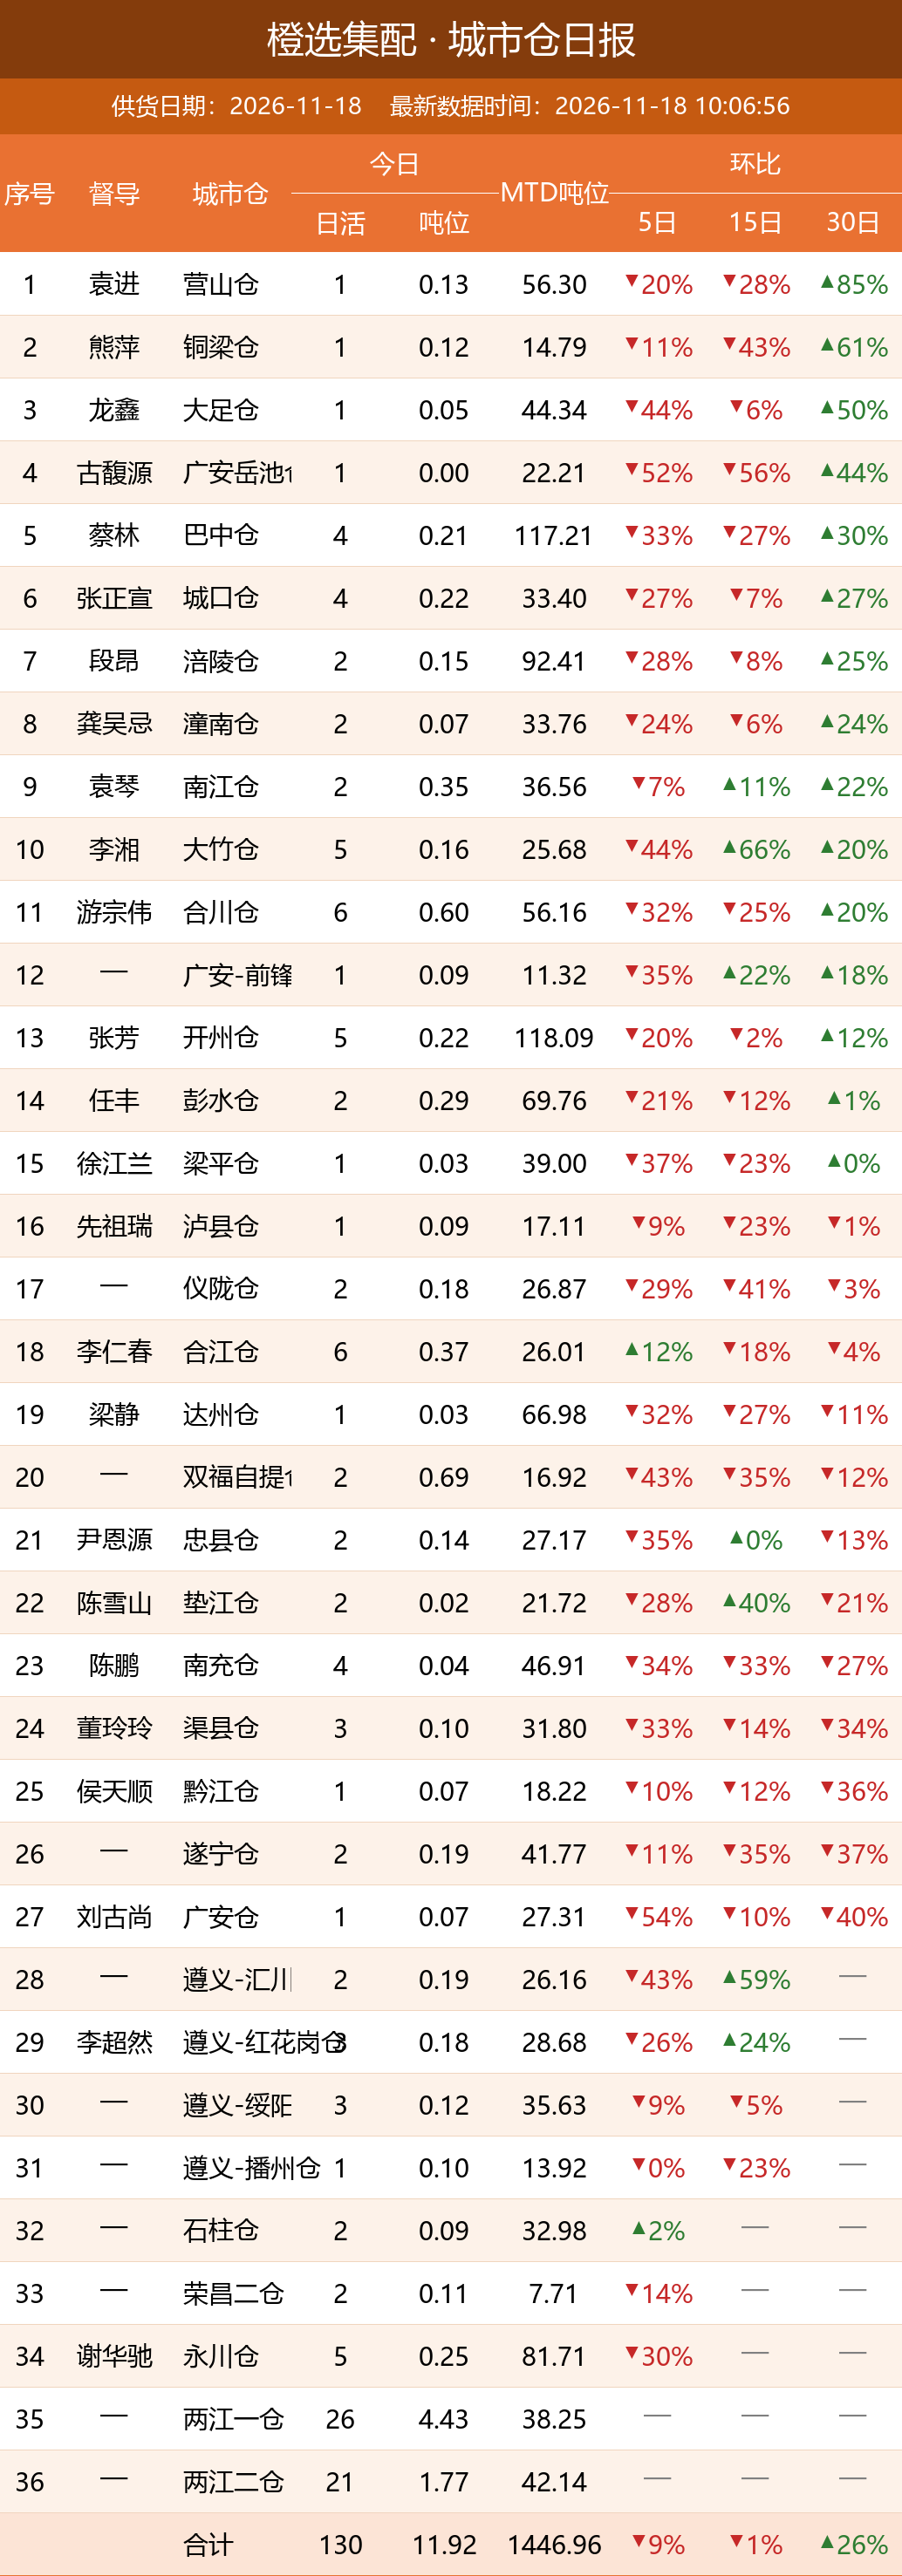 橙选集配 · 城市仓日报
供货日期：2026-11-18 最新数据时间：2026-11-18 10:06:56
序号 督导 城市仓 今日 MTD吨位 环比
日活 吨位 5日 15日 30日
1 袁进 营山仓 1 0.13 56.30 ▼20% ▼28% ▲85%
2 熊萍 铜梁仓 1 0.12 14.79 ▼11% ▼43% ▲61%
3 龙鑫 大足仓 1 0.05 44.34 ▼44% ▼6% ▲50%
4 古馥源 广安岳池 1 0.00 22.21 ▼52% ▼56% ▲44%
5 蔡林 巴中仓 4 0.21 117.21 ▼33% ▼27% ▲30%
6 张正宣 城口仓 4 0.22 33.40 ▼27% ▼7% ▲27%
7 段昂 涪陵仓 2 0.15 92.41 ▼28% ▼8% ▲25%
8 龚吴忌 潼南仓 2 0.07 33.76 ▼24% ▼6% ▲24%
9 袁琴 南江仓 2 0.35 36.56 ▼7% ▲11% ▲22%
10 李湘 大竹仓 5 0.16 25.68 ▼44% ▲66% ▲20%
11 游宗伟 合川仓 6 0.60 56.16 ▼32% ▼25% ▲20%
12 — 广安-前锋 1 0.09 11.32 ▼35% ▲22% ▲18%
13 张芳 开州仓 5 0.22 118.09 ▼20% ▼2% ▲12%
14 任丰 彭水仓 2 0.29 69.76 ▼21% ▼12% ▲1%
15 徐江兰 梁平仓 1 0.03 39.00 ▼37% ▼23% ▲0%
16 先祖瑞 泸县仓 1 0.09 17.11 ▼9% ▼23% ▼1%
17 — 仪陇仓 2 0.18 26.87 ▼29% ▼41% ▼3%
18 李仁春 合江仓 6 0.37 26.01 ▲12% ▼18% ▼4%
19 梁静 达州仓 1 0.03 66.98 ▼32% ▼27% ▼11%
20 — 双福自提 2 0.69 16.92 ▼43% ▼35% ▼12%
21 尹恩源 忠县仓 2 0.14 27.17 ▼35% ▲0% ▼13%
22 陈雪山 垫江仓 2 0.02 21.72 ▼28% ▲40% ▼21%
23 陈鹏 南充仓 4 0.04 46.91 ▼34% ▼33% ▼27%
24 董玲玲 渠县仓 3 0.10 31.80 ▼33% ▼14% ▼34%
25 侯天顺 黔江仓 1 0.07 18.22 ▼10% ▼12% ▼36%
26 — 遂宁仓 2 0.19 41.77 ▼11% ▼35% ▼37%
27 刘古尚 广安仓 1 0.07 27.31 ▼54% ▼10% ▼40%
28 — 遵义-汇川 2 0.19 26.16 ▼43% ▲59% —
29 李超然 遵义-红花岗仓 3 0.18 28.68 ▼26% ▲24% —
30 — 遵义-绥阳 3 0.12 35.63 ▼9% ▼5% —
31 — 遵义-播州仓 1 0.10 13.92 ▼0% ▼23% —
32 — 石柱仓 2 0.09 32.98 ▲2% — —
33 — 荣昌二仓 2 0.11 7.71 ▼14% — —
34 谢华驰 永川仓 5 0.25 81.71 ▼30% — —
35 — 两江一仓 26 4.43 38.25 — — —
36 — 两江二仓 21 1.77 42.14 — — —
合计 130 11.92 1446.96 ▼9% ▼1% ▲26%